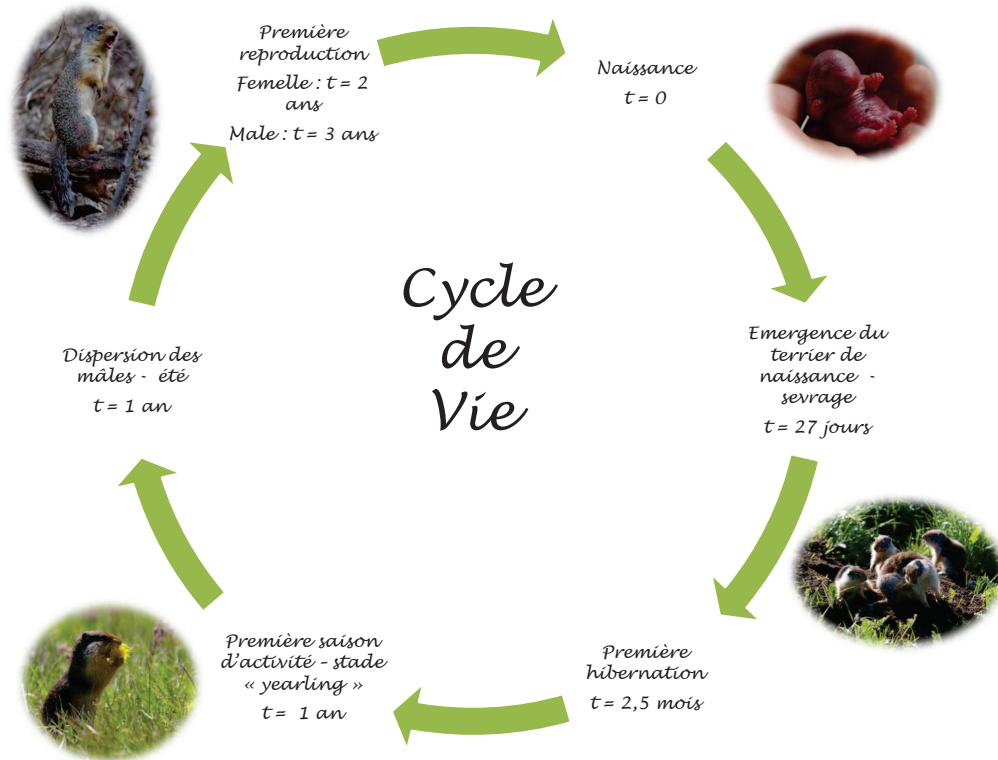 Première
reproduction
Femelle : t = 2
ans
Male : t = 3 ans
Naissance
t = 0
Emergence du
terrier de
naissance -
sevrage
t = 27 jours
Première
hibernation
t = 2,5 mois
Première saison
d'activité – stade
« yearling »
t = 1 an
Dispersion des
mâles - été
t = 1 an
Cycle
de
Vie